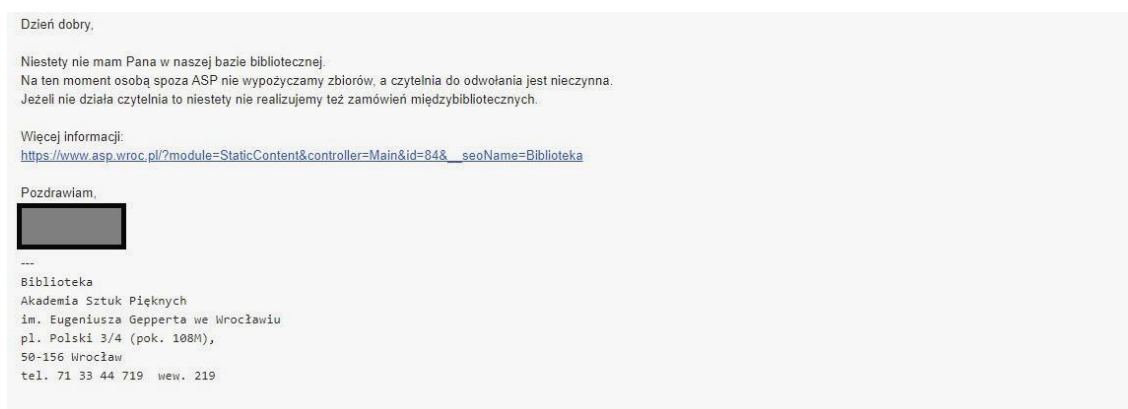 Dzień dobry,
Niestety nie mam Pana w naszej bazie bibliotecznej.
Na ten moment osobą spoza ASP nie wypożyczamy zbiorów, a czytelnia do odwołania jest nieczynna.
Jeżeli nie działa czytelnia to niestety nie realizujemy też zamówień międzybibliotecznych.
Więcej informacji:
https://www.asp.wroc.pl/?module=StaticContent&controller=Main&id=84&__seoName=Biblioteka
Pozdrawiam,
---
Biblioteka
Akademia Sztuk Pięknych
im. Eugeniusza Gepperta we Wrocławiu
pl. Polski 3/4 (pok. 108M),
50-156 Wrocław
tel. 71 33 44 719 wew. 219